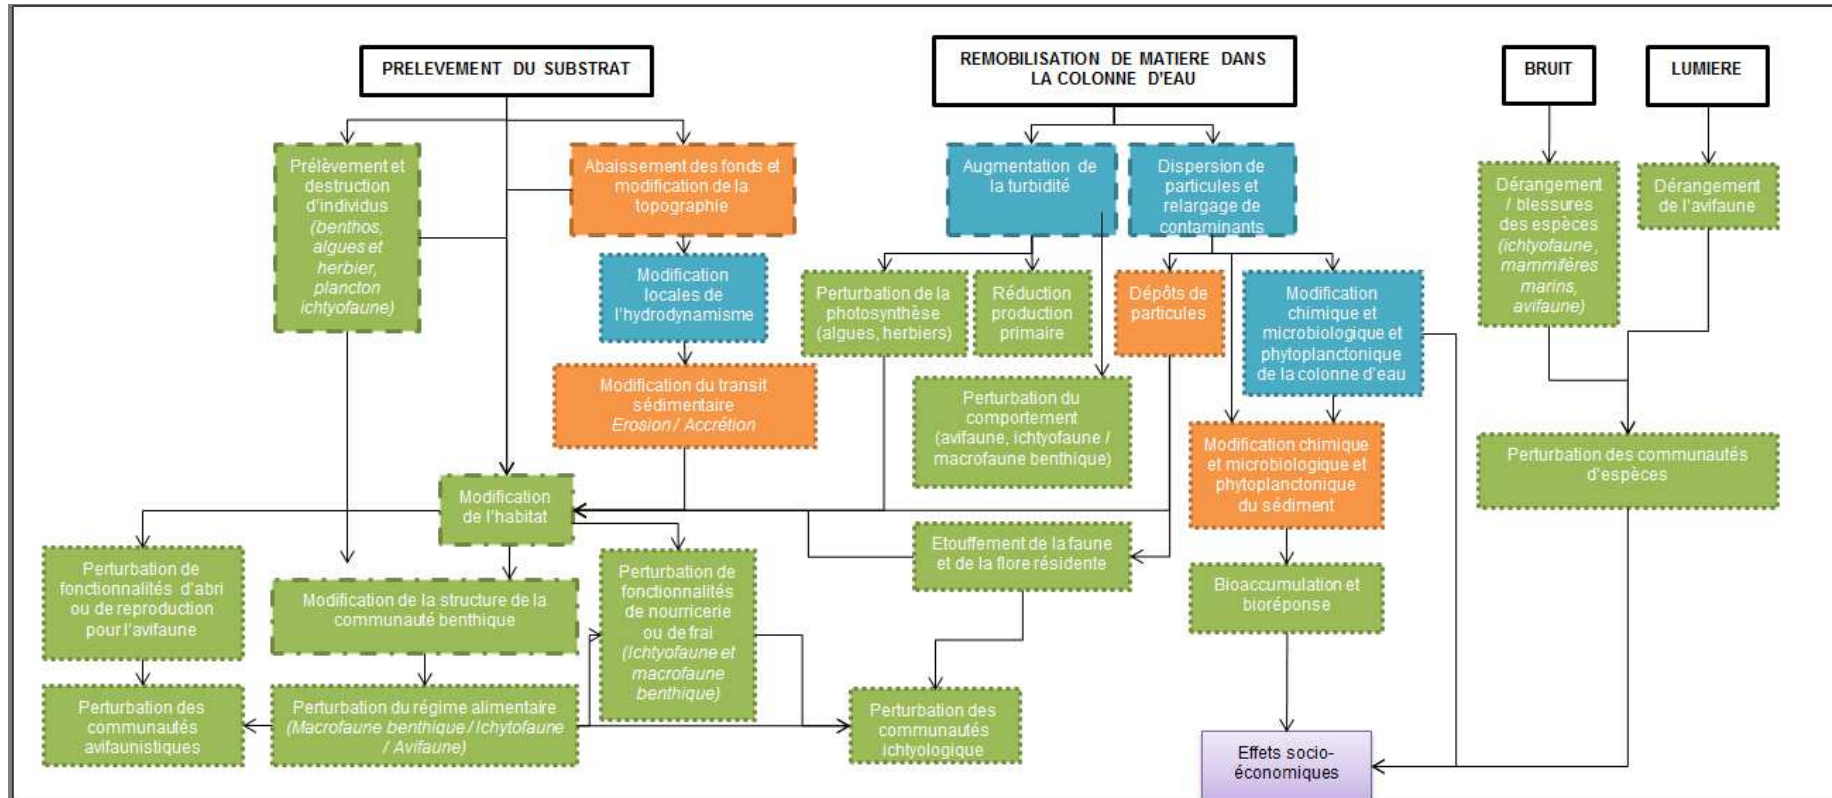 PRELEVEMENT DU SUBSTRAT
REMOBILISATION DE MATIERE DANS
LA COLONNE D'EAU
BRUIT
LUMIERE
Prélèvement et
destruction
d'individus
(benthos,
algues et
herbier,
plancton
ichtyofaune)
Abaissement des fonds et
modification de la
topographie
Augmentation de
la turbidité
Dispersion de
particules et
relargage de
contaminants
Dérangement
/ blessures
des espèces
(ichtyofaune,
mammifères
marins,
avifaune)
Dérangement
de l'avifaune
Modification
locales de
l'hydrodynamisme
Perturbation de la
photosynthèse
(algues, herbiers)
Réduction
production
primaire
Dépôts de
particules
Modification
chimique et
microbiologique et
phytoplanctonique
de la colonne d'eau
Modification du transit
sédimentaire
Erosion / Accrétion
Perturbation du
comportement
(avifaune, ichtyofaune /
macrofaune benthique)
Modification chimique
et microbiologique et
phytoplanctonique
du sédiment
Perturbation des communautés
d'espèces
Modification
de l'habitat
Perturbation de
fonctionnalités d'abri
ou de reproduction
pour l'avifaune
Modification de la structure de la
communauté benthique
Perturbation de
fonctionnalités
de nourricerie
ou de frai
(Ichtyofaune et
macrofaune
benthique)
Etouffement de la faune
et de la flore résidente
Bioaccumulation et
bioréponse
Perturbation des
communautés
avifaunistiques
Perturbation du régime alimentaire
(Macrofaune benthique / Ichytofaune
/ Avifaune)
Perturbation des
communautés
ichtyologique
Effets socio-
économiques